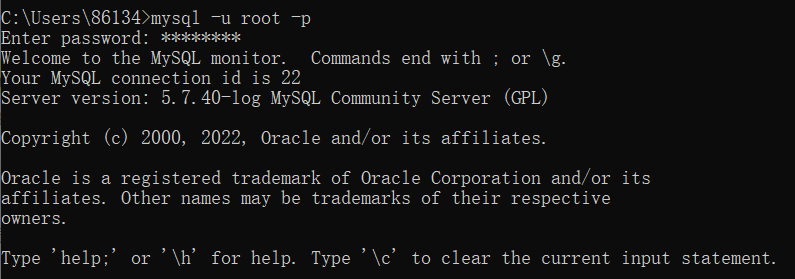 C:\Users\86134>mysql -u root -p
Enter password: ********
Welcome to the MySQL monitor.  Commands end with ; or \g.
Your MySQL connection id is 22
Server version: 5.7.40-log MySQL Community Server (GPL)
Copyright (c) 2000, 2022, Oracle and/or its affiliates.
Oracle is a registered trademark of Oracle Corporation and/or its
affiliates. Other names may be trademarks of their respective
owners.
Type 'help;' or '\h' for help. Type '\c' to clear the current input statement.